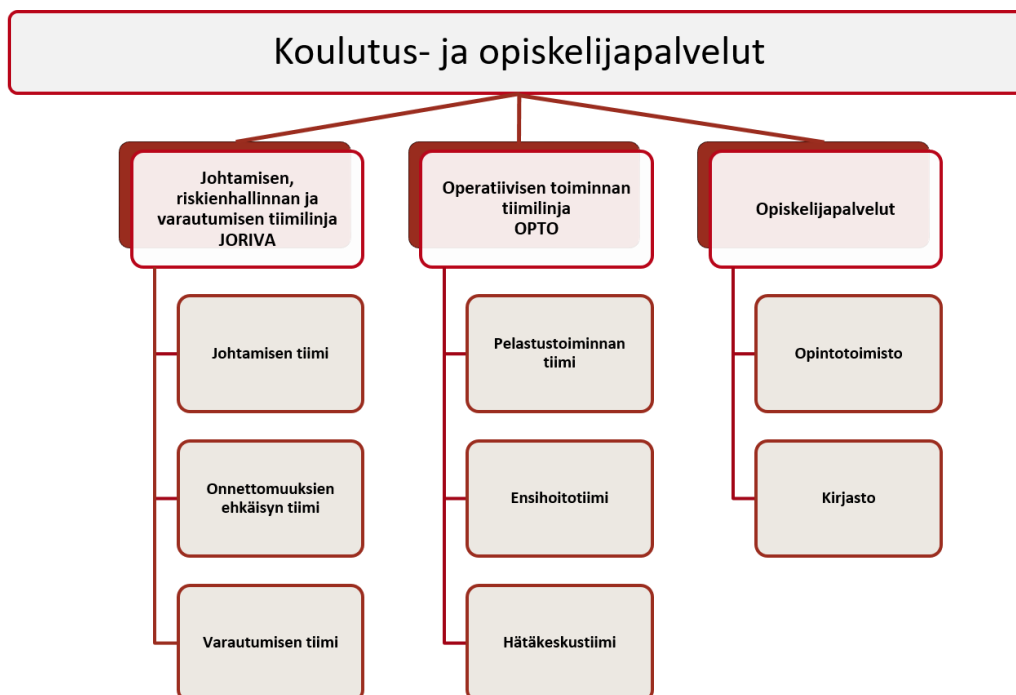 Koulutus- ja opiskelijapalvelut
Johtamisen,
riskienhallinnan ja
varautumisen tiimilinja
JORIVA
Johtamisen tiimi
Onnettomuuksien
ehkäisyn tiimi
Varautumisen tiimi
Operatiivisen toiminnan
tiimilinja
OPTO
Pelastustoiminnan
tiimi
Ensihoitotiimi
Hätäkeskustiimi
Opiskelijapalvelut
Opintotoimisto
Kirjasto